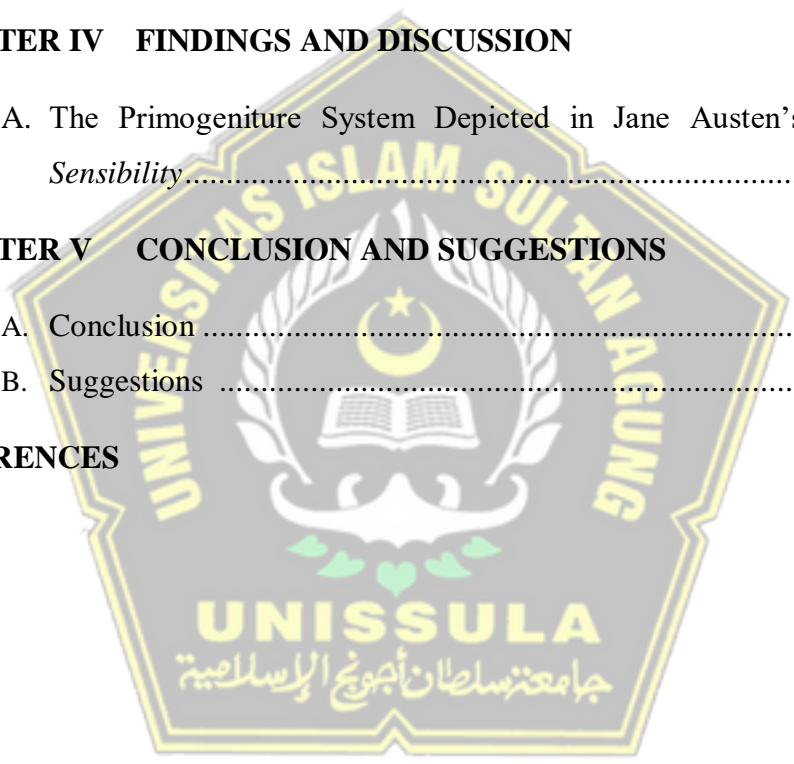 TER IV FINDINGS AND DISCUSSION
A. The Primogeniture System Depicted in Jane Austen's
Sensibility................................................................................
TER V CONCLUSION AND SUGGESTIONS
A. Conclusion ..............................................................................
B. Suggestions ............................................................................
RENCES
UNIVERSITAS ISLAM SULTAN AGUNG
UNISSULA
جامعة سلطان أجونج الإسلامية